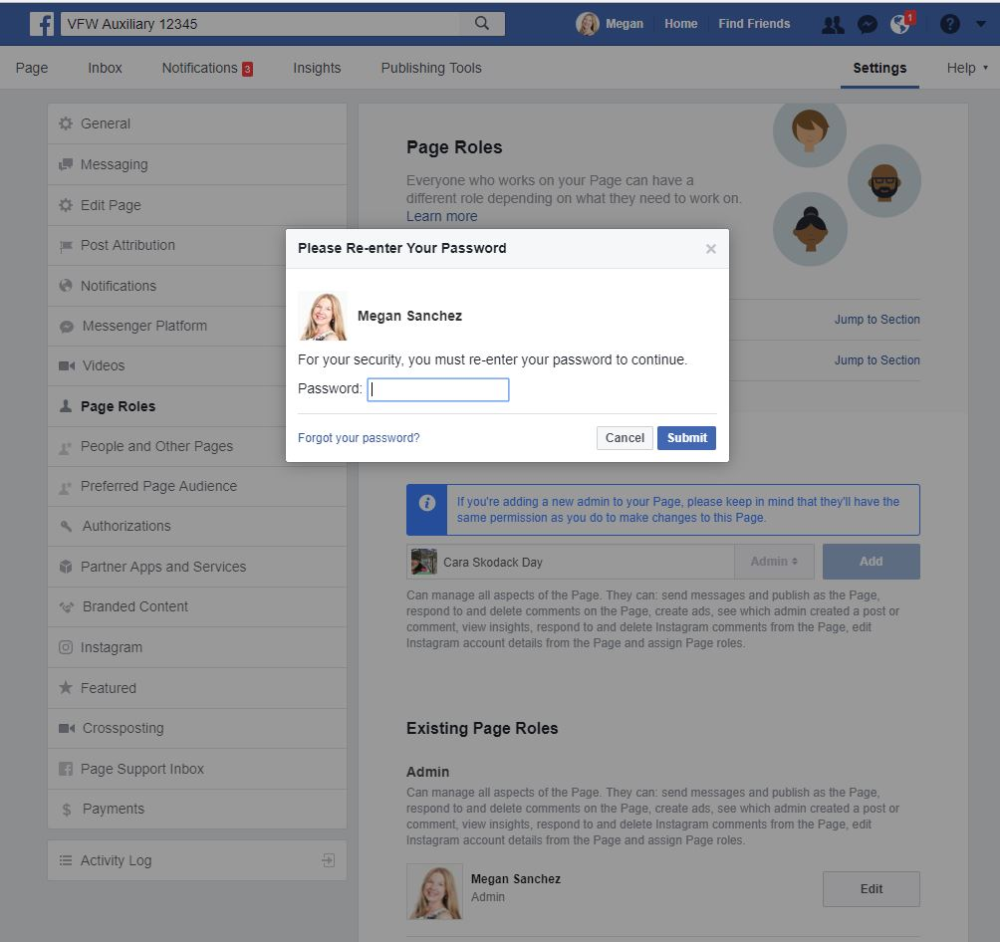 VFW Auxiliary 12345
Megan Home Find Friends 1
Page Inbox Notifications 3 Insights Publishing Tools Settings Help
General
Messaging
Edit Page
Post Attribution
Notifications
Messenger Platform
Videos
Page Roles
People and Other Pages
Preferred Page Audience
Authorizations
Partner Apps and Services
Branded Content
Instagram
Featured
Crossposting
Page Support Inbox
Payments
Activity Log
Page Roles
Everyone who works on your Page can have a
different role depending on what they need to work on.
Learn more
Jump to Section
Jump to Section
Please Re-enter Your Password
Megan Sanchez
For your security, you must re-enter your password to continue.
Password:
Forgot your password? Cancel Submit
If you're adding a new admin to your Page, please keep in mind that they'll have the
same permission as you do to make changes to this Page.
Cara Skodack Day Admin Add
Can manage all aspects of the Page. They can: send messages and publish as the Page,
respond to and delete comments on the Page, create ads, see which admin created a post or
comment, view insights, respond to and delete Instagram comments from the Page, edit
Instagram account details from the Page and assign Page roles.
Existing Page Roles
Admin
Can manage all aspects of the Page. They can: send messages and publish as the Page,
respond to and delete comments on the Page, create ads, see which admin created a post or
comment, view insights, respond to and delete Instagram comments from the Page, edit
Instagram account details from the Page and assign Page roles.
Megan Sanchez
Admin
Edit